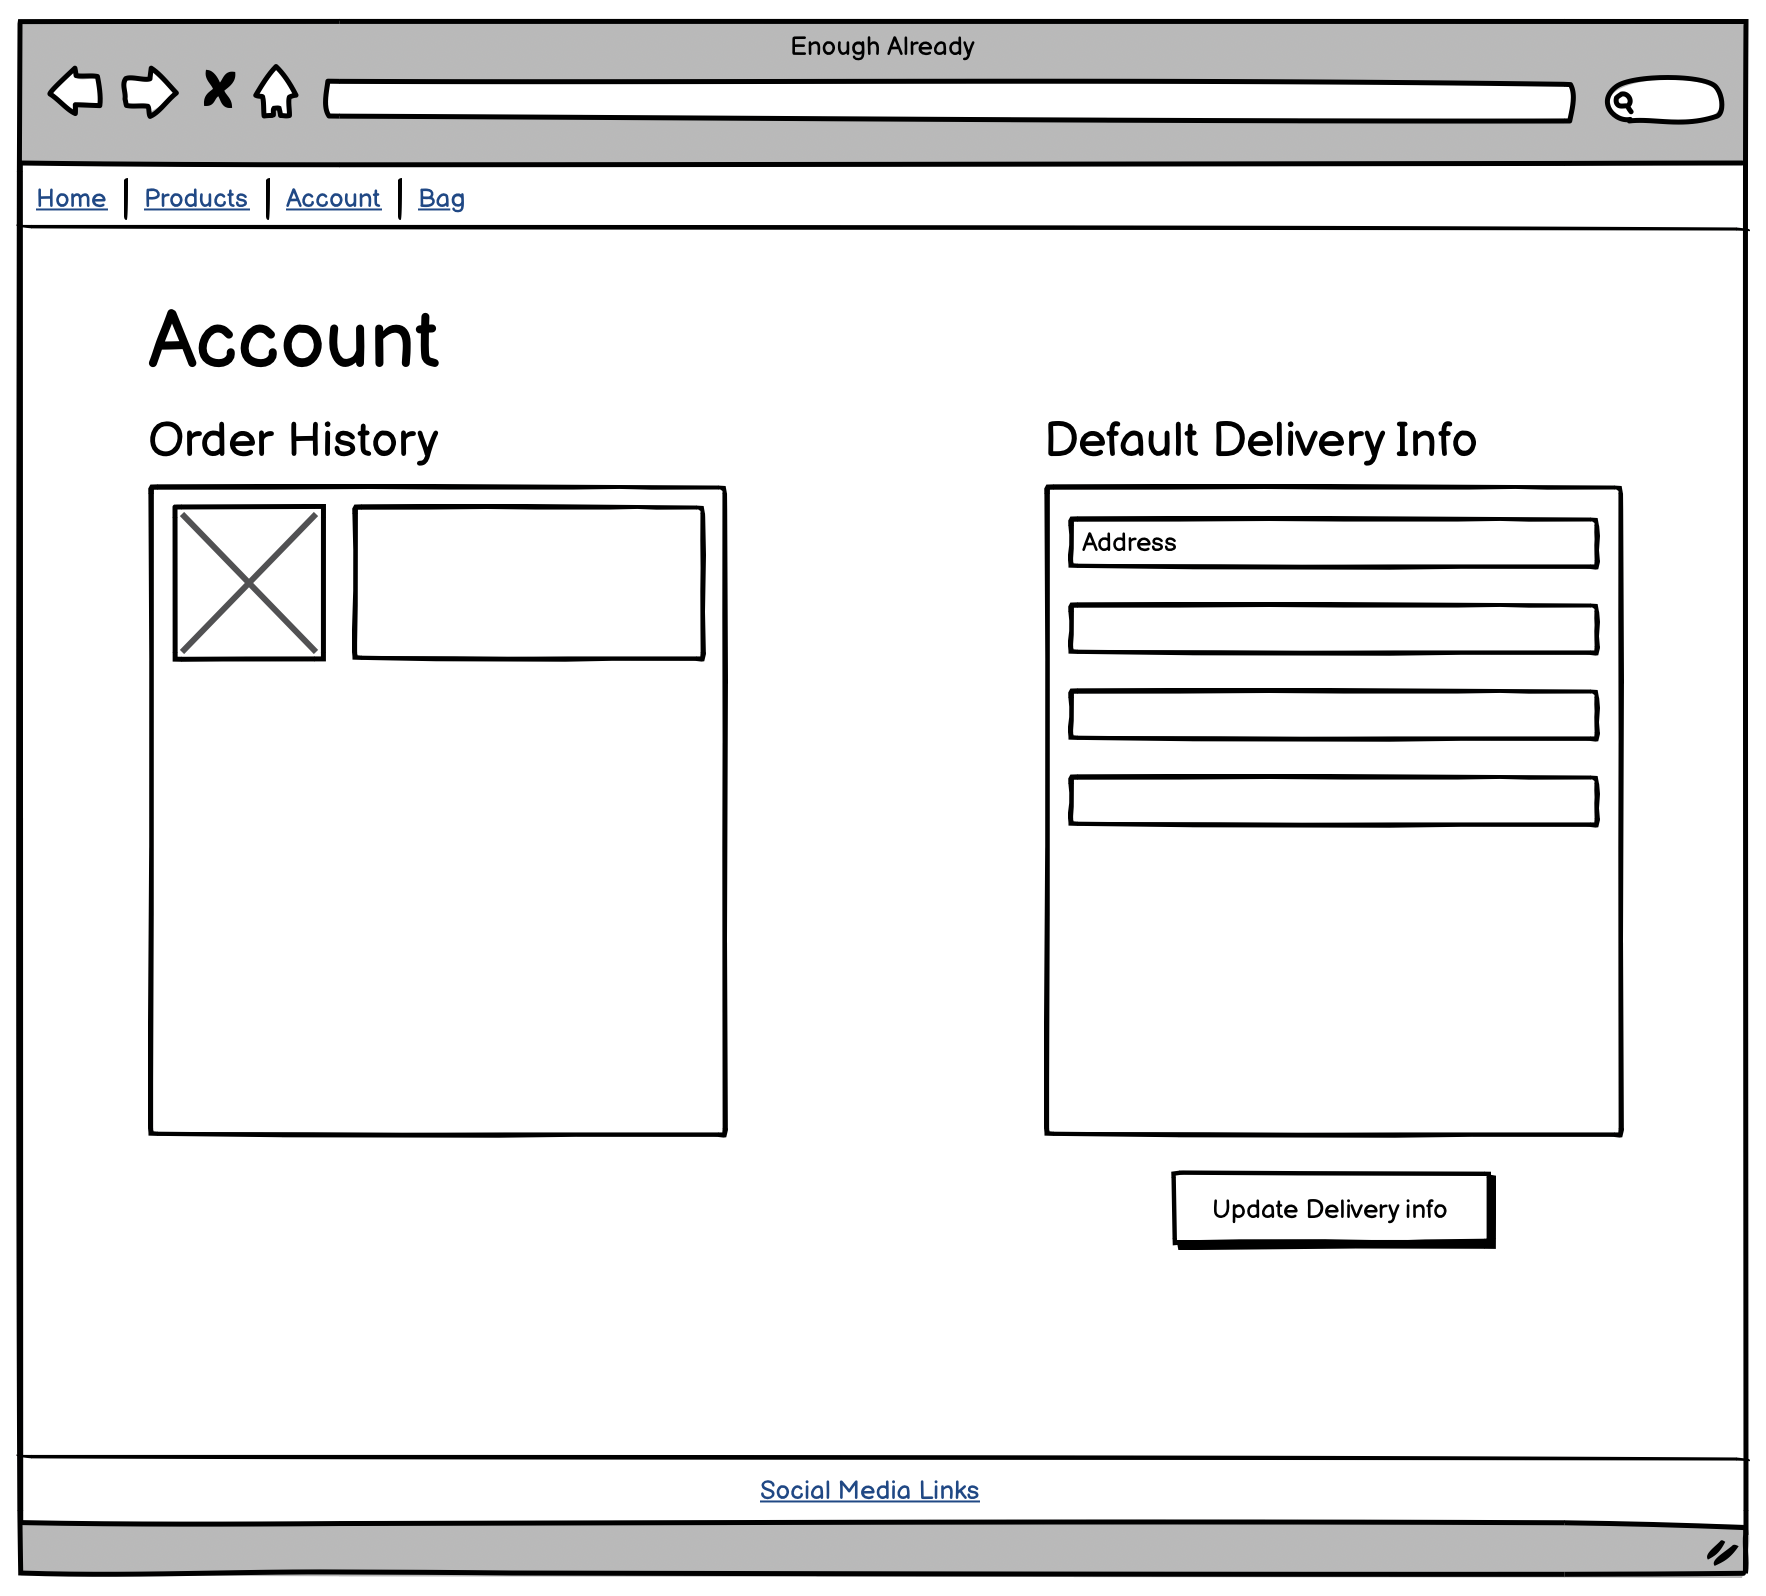 Enough Already
Home Products Account Bag
Account
Order History
Default Delivery Info
Address
Update Delivery info
Social Media Links